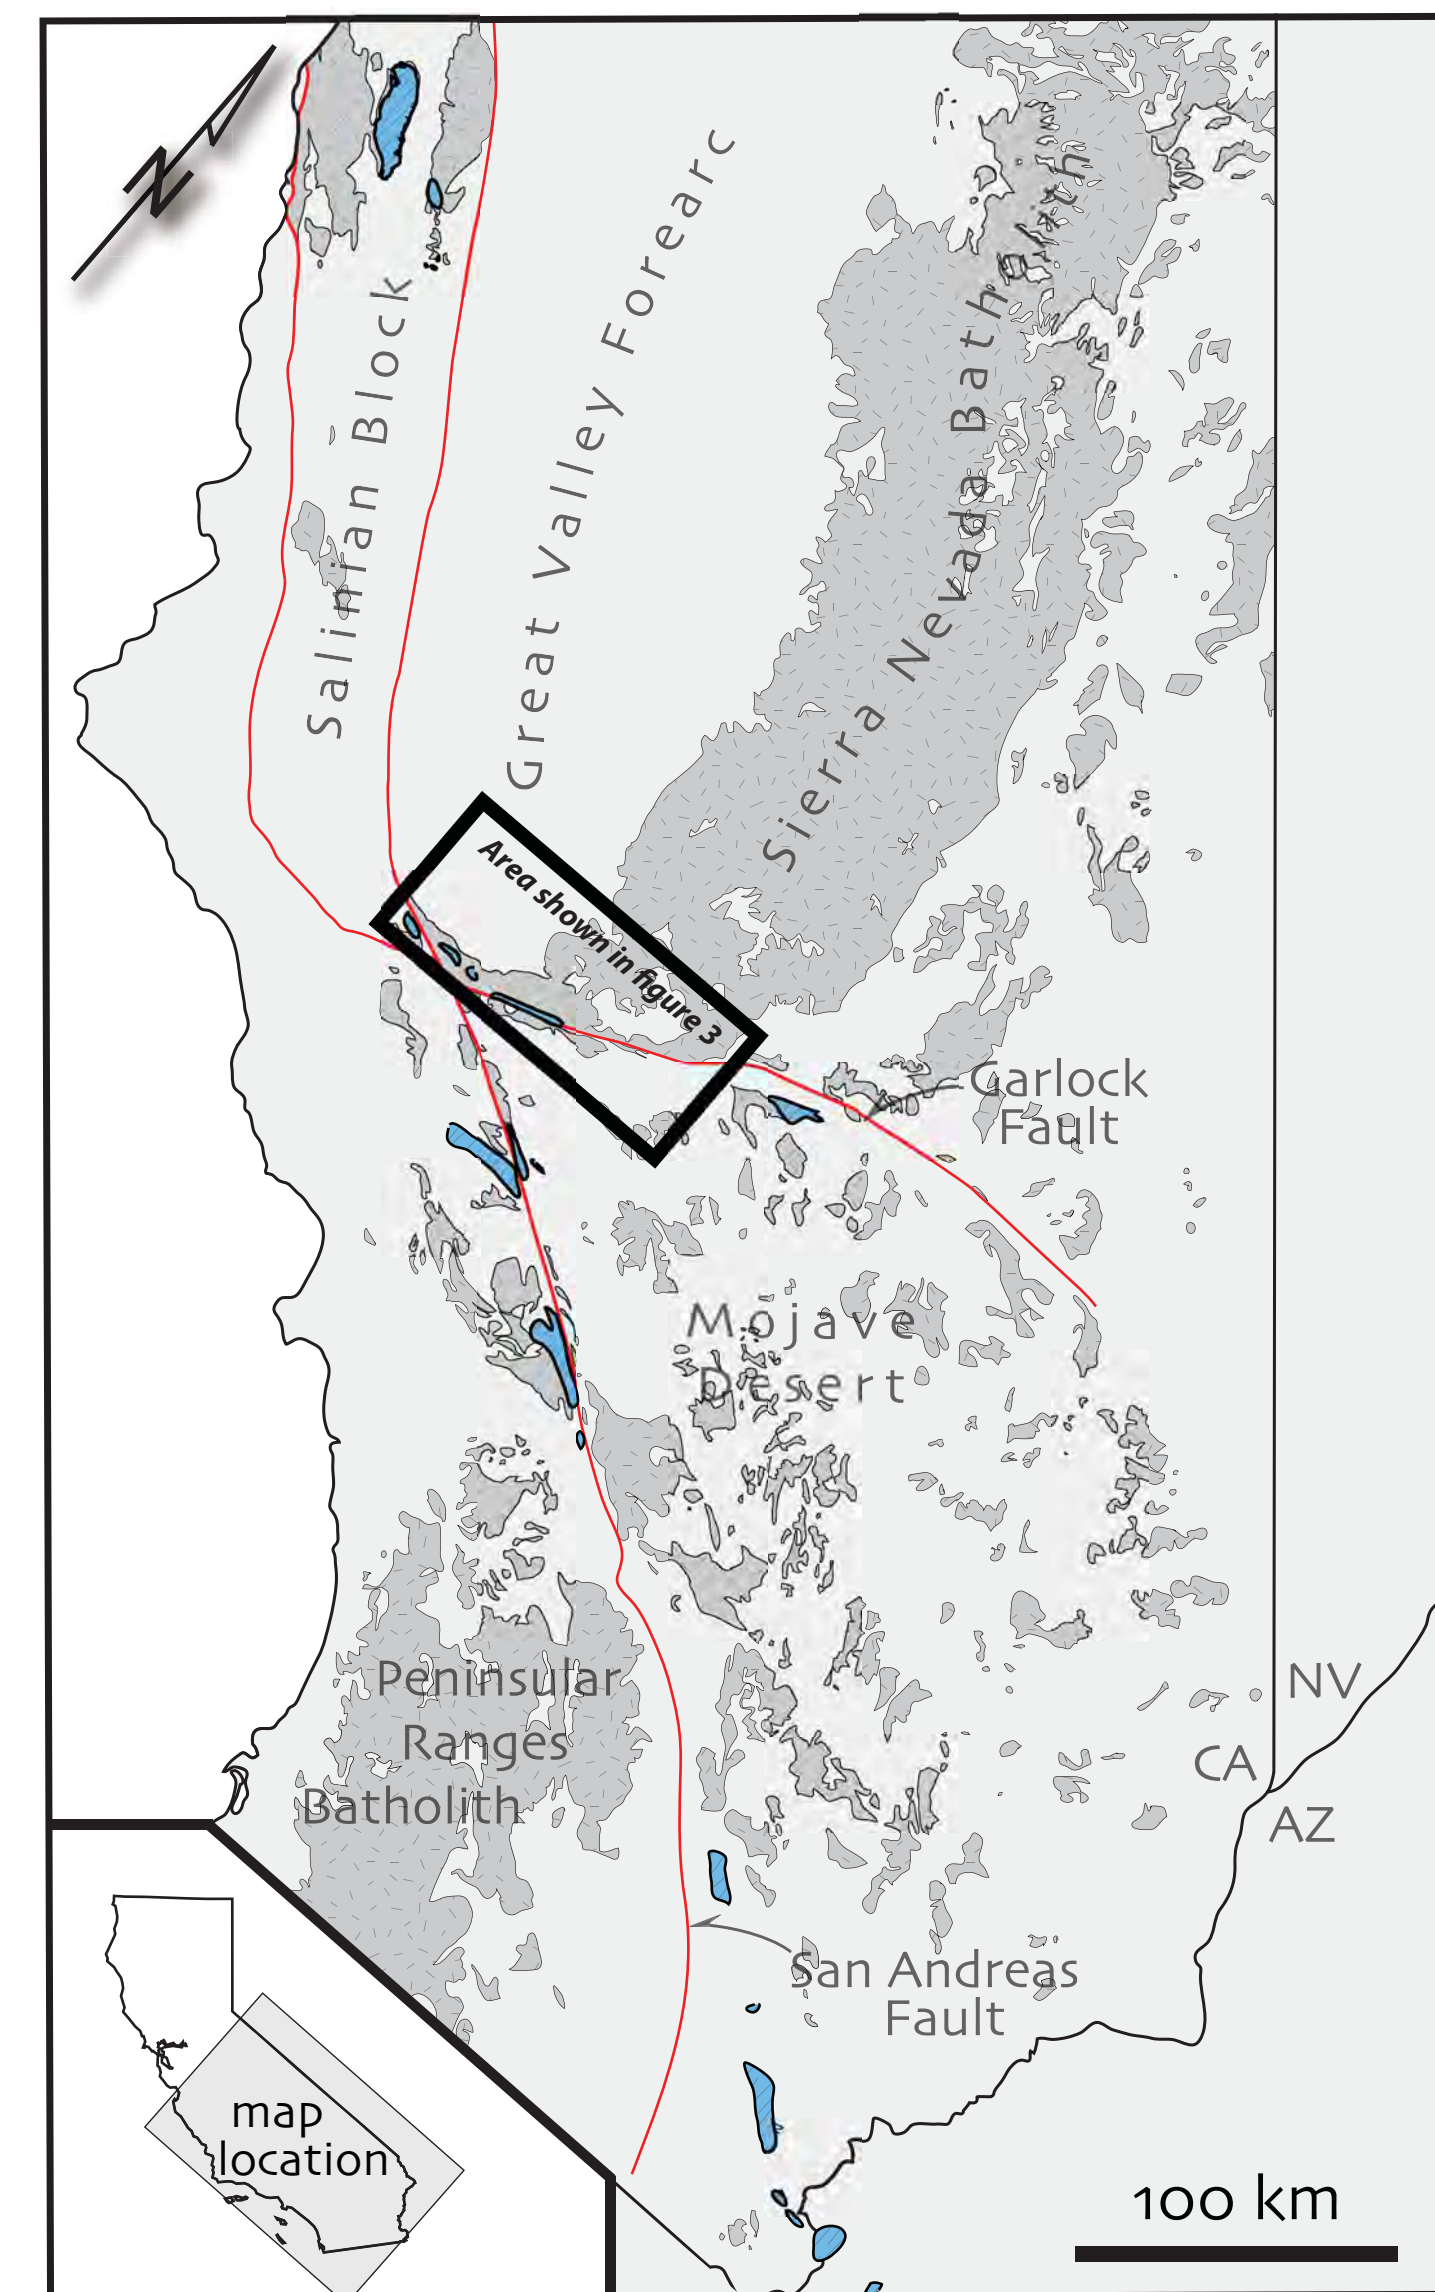 N
Salinian Block
Great Valley Forearc
Sierra Nevada Batholith
Area shown in figure 3
Garlock
Fault
Mojave
Desert
Peninsular
Ranges
Batholith
NV
CA
AZ
San Andreas
Fault
map
location
100 km